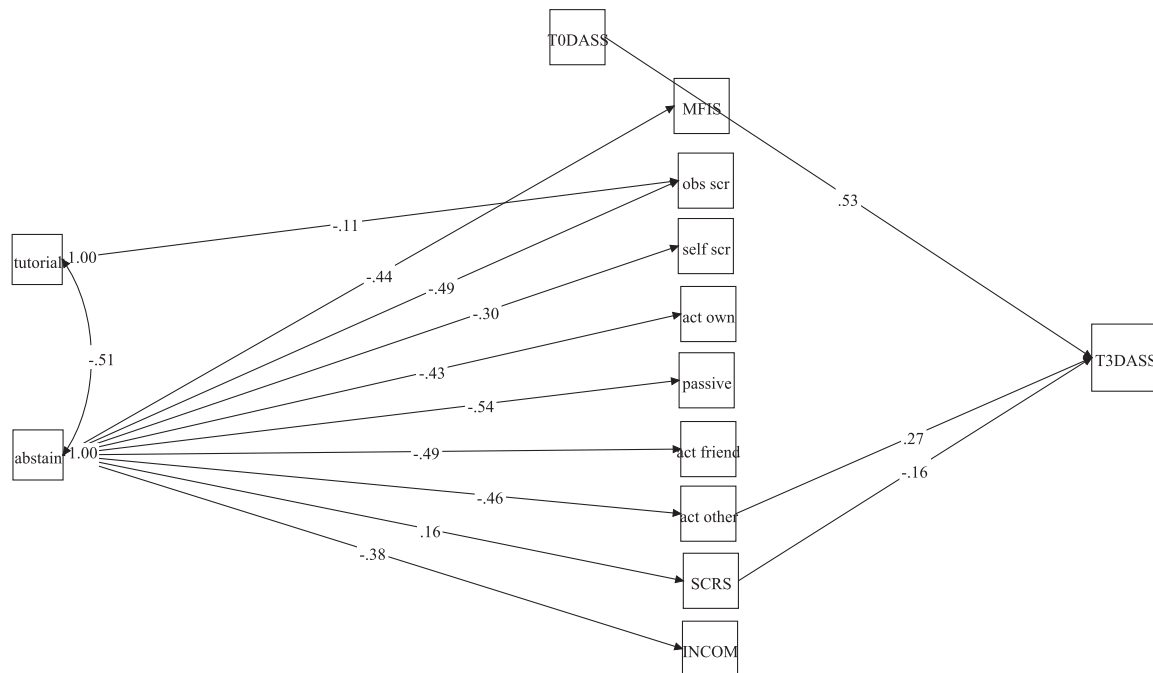 T0DASS
MFIS
.53
obs scr
-.11
self scr
tutorial
1.00
-.44
-.49
-.30
act own
-.51
-.43
passive
T3DASS
-.54
abstain
1.00
-.49
act friend
.27
-.16
-.46
act other
.16
-.38
SCRS
INCOM